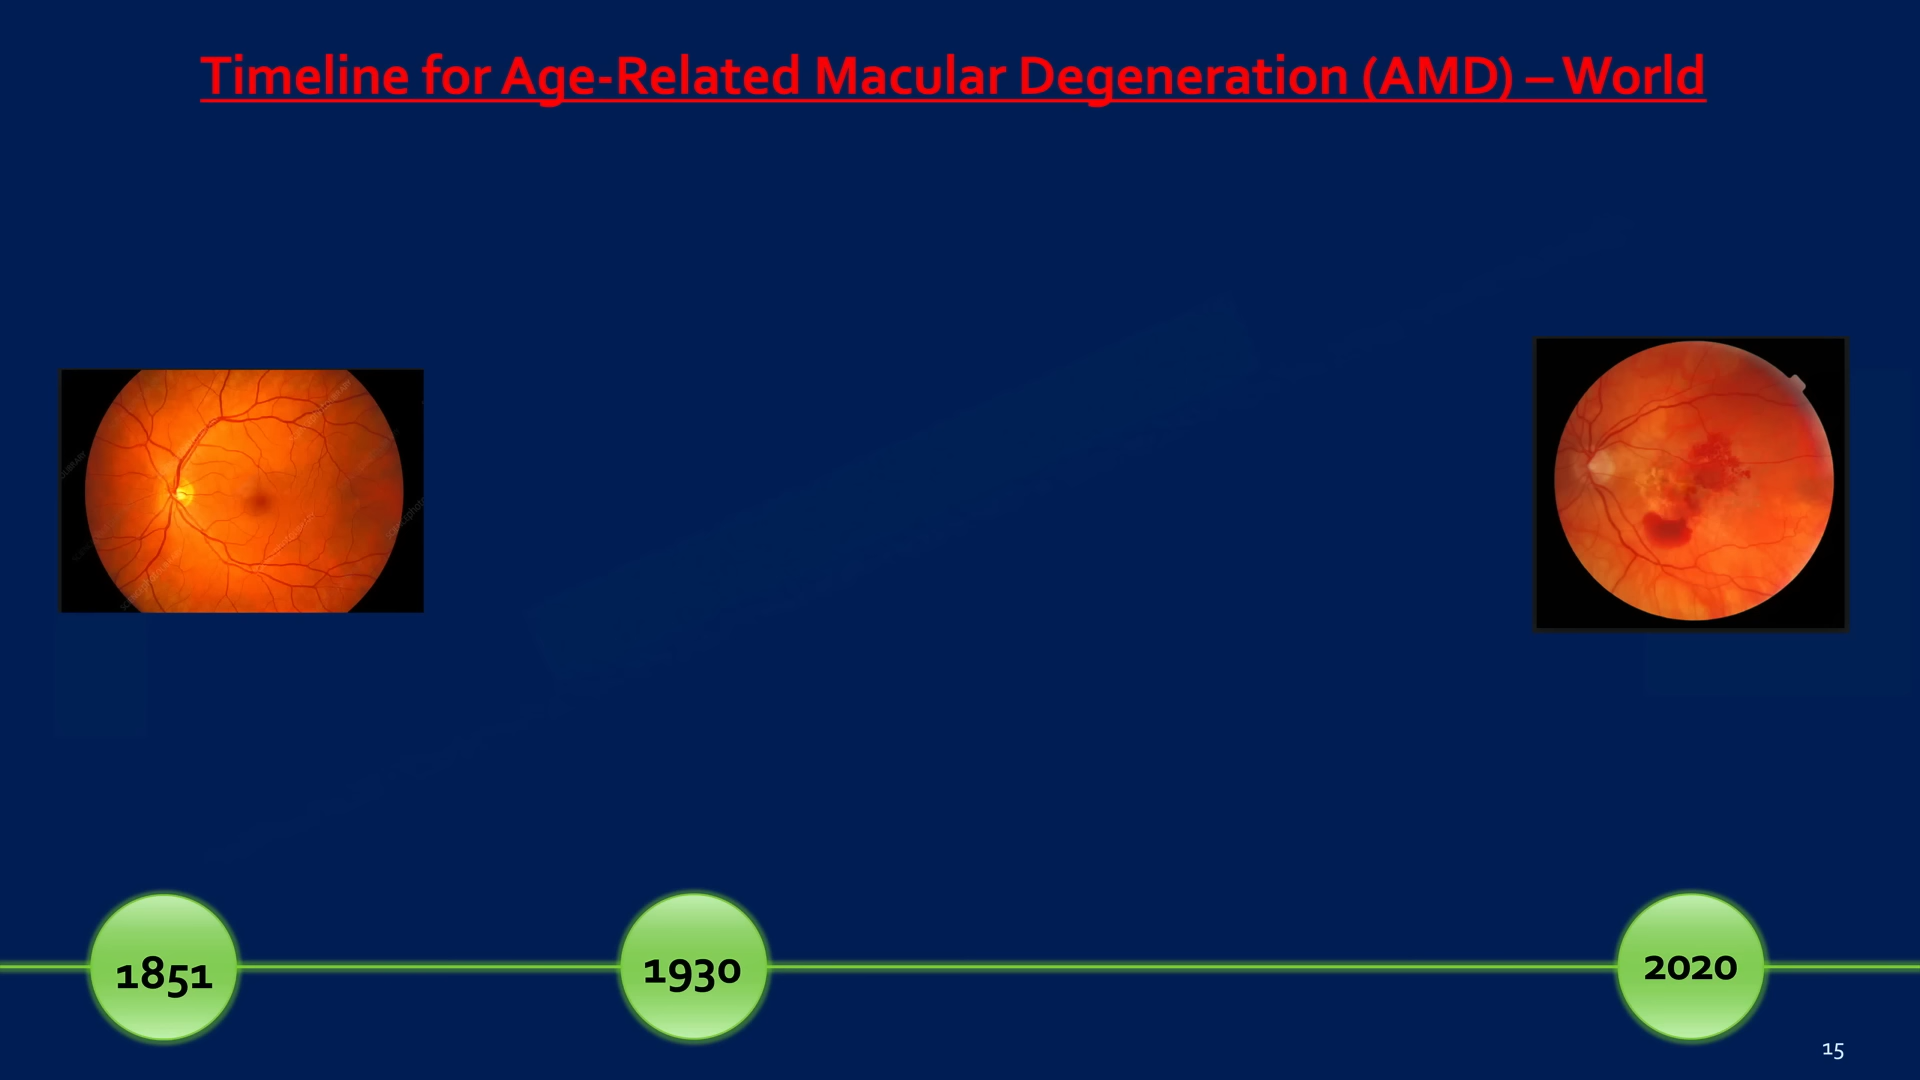 Timeline for Age-Related Macular Degeneration (AMD) – World
1851
1930
2020
15